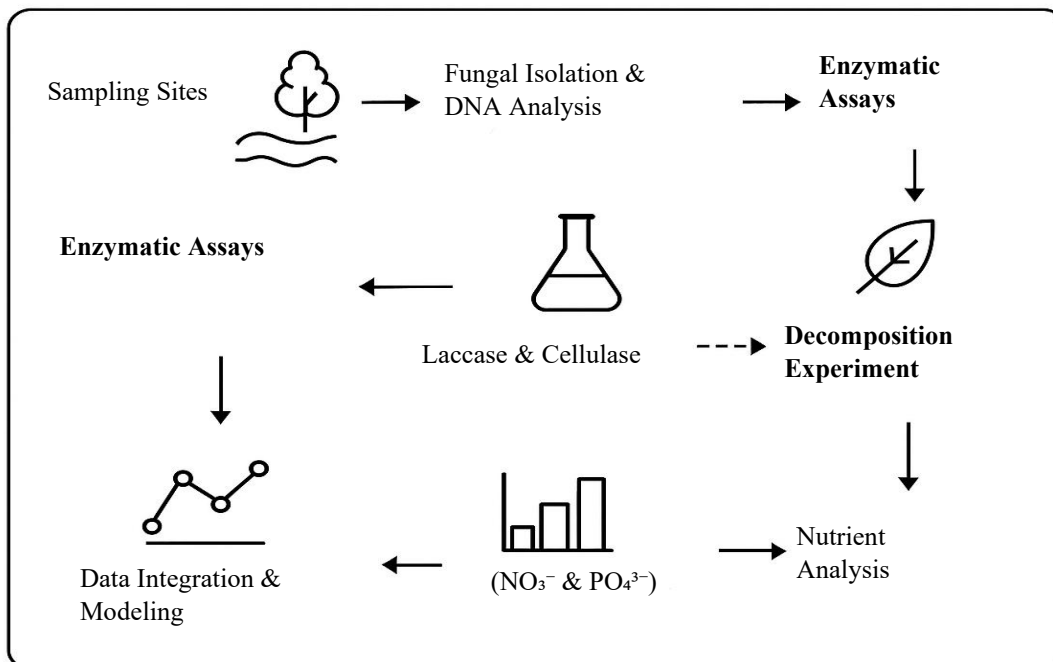 Sampling Sites
Fungal Isolation &
DNA Analysis
Enzymatic
Assays
Enzymatic Assays
Laccase & Cellulase
Decomposition
Experiment
Data Integration &
Modeling
(NO₃⁻ & PO₄³⁻)
Nutrient
Analysis